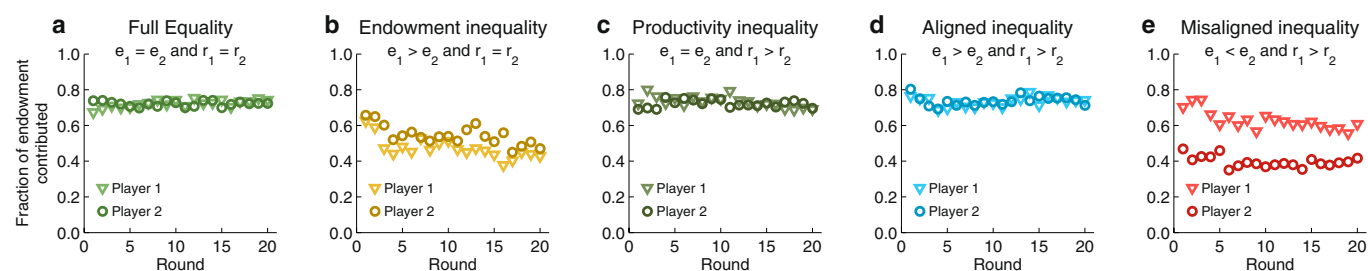 a Full Equality
e₁ = e₂ and r₁ = r₂
Fraction of endowment
contributed
1.0
0.8
0.6
0.4
0.2
0.0
Player 1
Player 2
0 5 10 15 20
Round
b Endowment inequality
e₁ > e₂ and r₁ = r₂
1.0
0.8
0.6
0.4
0.2
0.0
Player 1
Player 2
0 5 10 15 20
Round
c Productivity inequality
e₁ = e₂ and r₁ > r₂
1.0
0.8
0.6
0.4
0.2
0.0
Player 1
Player 2
0 5 10 15 20
Round
d Aligned inequality
e₁ > e₂ and r₁ > r₂
1.0
0.8
0.6
0.4
0.2
0.0
Player 1
Player 2
0 5 10 15 20
Round
e Misaligned inequality
e₁ < e₂ and r₁ > r₂
1.0
0.8
0.6
0.4
0.2
0.0
Player 1
Player 2
0 5 10 15 20
Round